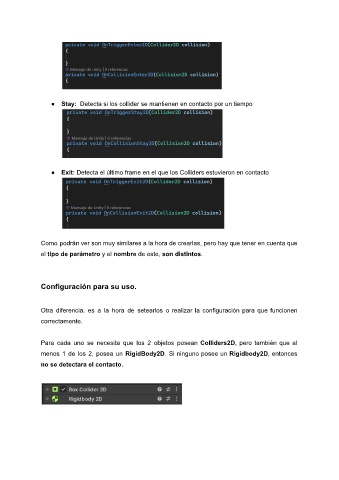 private void OnTriggerEnter2D(Collider2D collision)
{
}
Mensaje de Unity | 0 referencias
private void OnCollisionEnter2D(Collision2D collision)
{
● Stay: Detecta si los collider se mantienen en contacto por un tiempo
private void OnTriggerStay2D(Collider2D collision)
{
}
Mensaje de Unity | 0 referencias
private void OnCollisionStay2D(Collision2D collision)
{
● Exit: Detecta el último frame en el que los Colliders estuvieron en contacto
private void OnTriggerExit2D(Collider2D collision)
{
}
Mensaje de Unity | 0 referencias
private void OnCollisionExit2D(Collision2D collision)
{
Como podrán ver son muy similares a la hora de crearlas, pero hay que tener en cuenta que
el tipo de parámetro y el nombre de este, son distintos.
Configuración para su uso.
Otra diferencia, es a la hora de setearlos o realizar la configuración para que funcionen
correctamente.
Para cada uno se necesita que los 2 objetos posean Colliders2D, pero también que al
menos 1 de los 2, posea un RigidBody2D. Si ninguno posee un Rigidbody2D, entonces
no se detectara el contacto.
Box Collider 2D
Rigidbody 2D